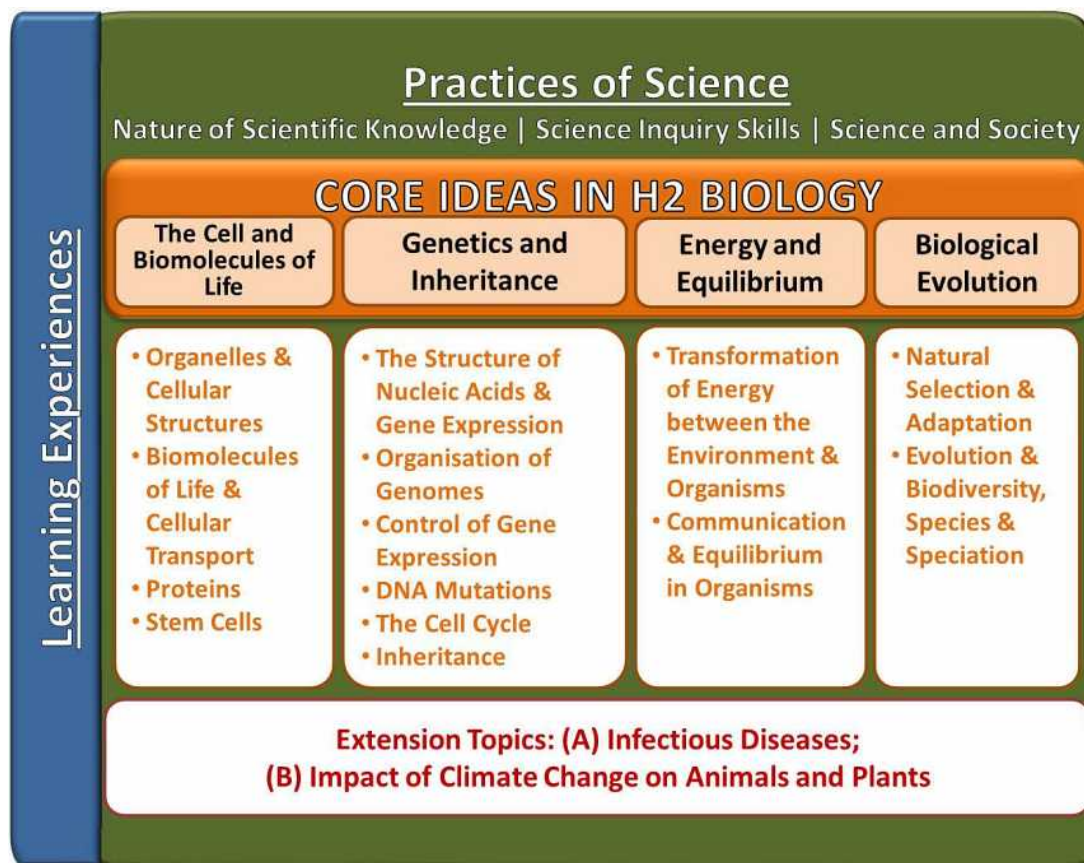 Learning Experiences
Practices of Science
Nature of Scientific Knowledge | Science Inquiry Skills | Science and Society
CORE IDEAS IN H2 BIOLOGY
The Cell and
Biomolecules of
Life
Genetics and
Inheritance
Energy and
Equilibrium
Biological
Evolution
• Organelles &
Cellular
Structures
• Biomolecules
of Life &
Cellular
Transport
• Proteins
• Stem Cells
• The Structure of
Nucleic Acids &
Gene Expression
• Organisation of
Genomes
• Control of Gene
Expression
• DNA Mutations
• The Cell Cycle
• Inheritance
• Transformation
of Energy
between the
Environment &
Organisms
• Communication
& Equilibrium
in Organisms
• Natural
Selection &
Adaptation
• Evolution &
Biodiversity,
Species &
Speciation
Extension Topics: (A) Infectious Diseases;
(B) Impact of Climate Change on Animals and Plants